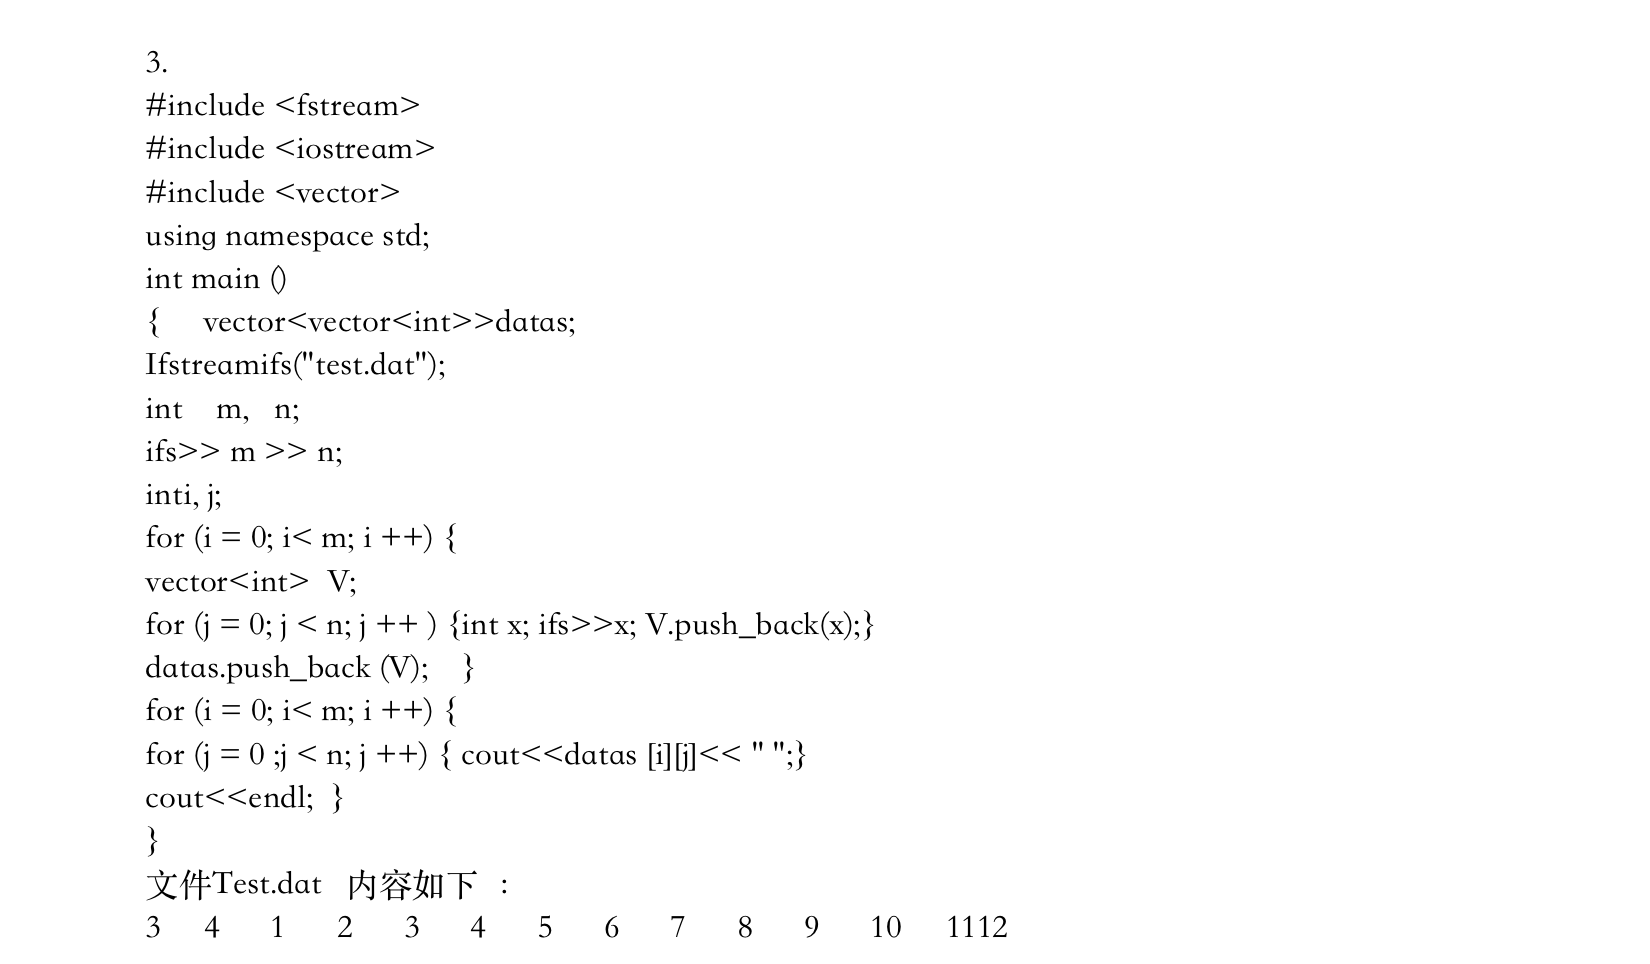 3.
#include <fstream>
#include <iostream>
#include <vector>
using namespace std;
int main ()
{ vector<vector<int>>datas;
Ifstreamifs("test.dat");
int m, n;
ifs>> m >> n;
inti, j;
for (i = 0; i< m; i ++) {
vector<int> V;
for (j = 0; j < n; j ++ ) {int x; ifs>>x; V.push_back(x);}
datas.push_back (V); }
for (i = 0; i< m; i ++) {
for (j = 0 ;j < n; j ++) { cout<<datas [i][j]<< " ";}
cout<<endl; }
}
文件Test.dat 内容如下 :
3 4 1 2 3 4 5 6 7 8 9 10 1112